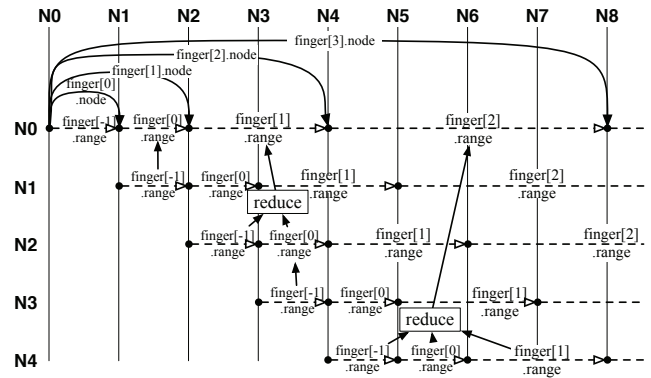 N0 N1 N2 N3 N4 N5 N6 N7 N8
finger[3].node
finger[2].node
finger[1].node
finger[0]
.node
N0
finger[-1]
.range
finger[0]
.range
finger[1]
.range
finger[2]
.range
N1
finger[-1]
.range
finger[0]
.range
finger[1]
.range
finger[2]
.range
reduce
N2
finger[-1]
.range
finger[0]
.range
finger[1]
.range
finger[2]
.range
N3
finger[-1]
.range
finger[0]
.range
finger[1]
.range
reduce
N4
finger[-1]
.range
finger[0]
.range
finger[1]
.range